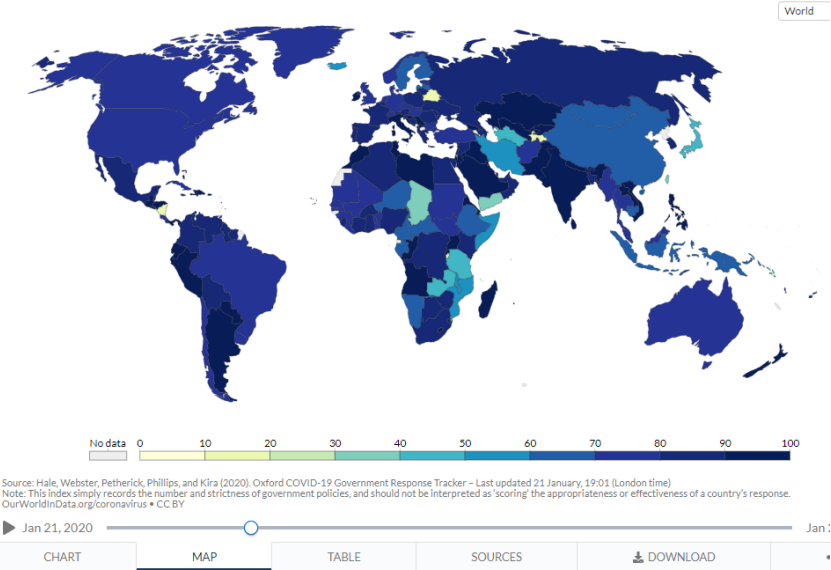 World
No data 0 10 20 30 40 50 60 70 80 90 100
Source: Hale, Webster, Petherick, Phillips, and Kira (2020). Oxford COVID-19 Government Response Tracker – Last updated 21 January, 19:01 (London time)
Note: This index simply records the number and strictness of government policies, and should not be interpreted as 'scoring' the appropriateness or effectiveness of a country's response.
OurWorldInData.org/coronavirus • CC BY
Jan 21, 2020 Jan
CHART MAP TABLE SOURCES DOWNLOAD